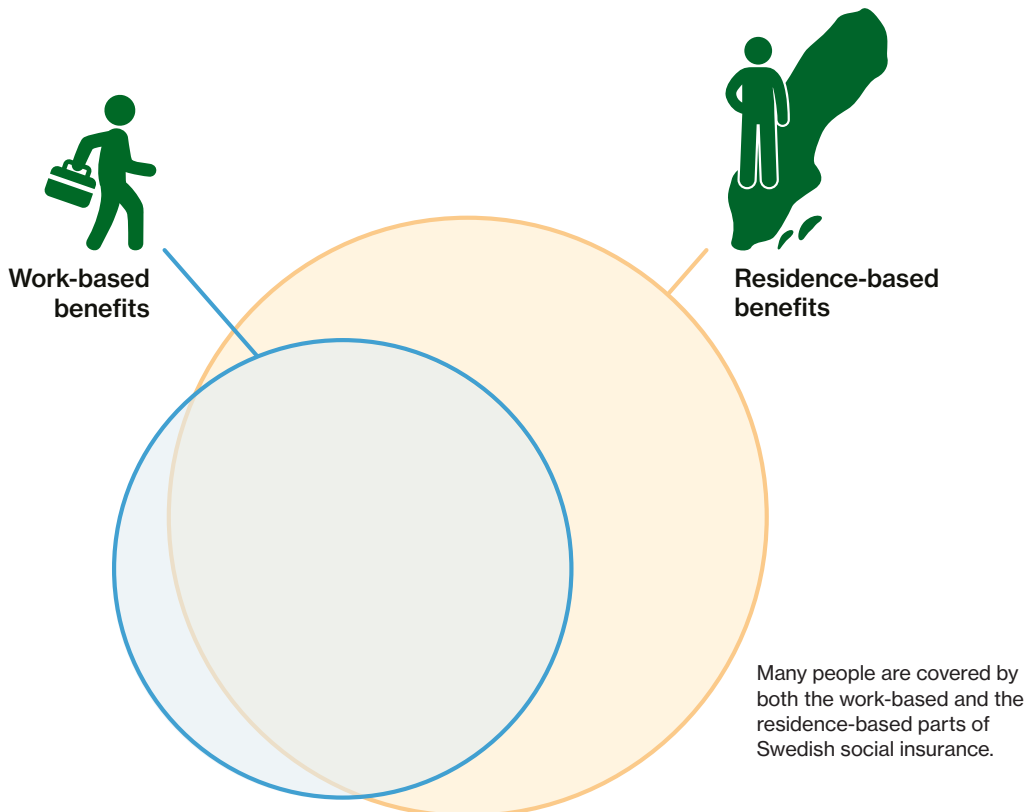 Work-based
benefits
Residence-based
benefits
Many people are covered by
both the work-based and the
residence-based parts of
Swedish social insurance.